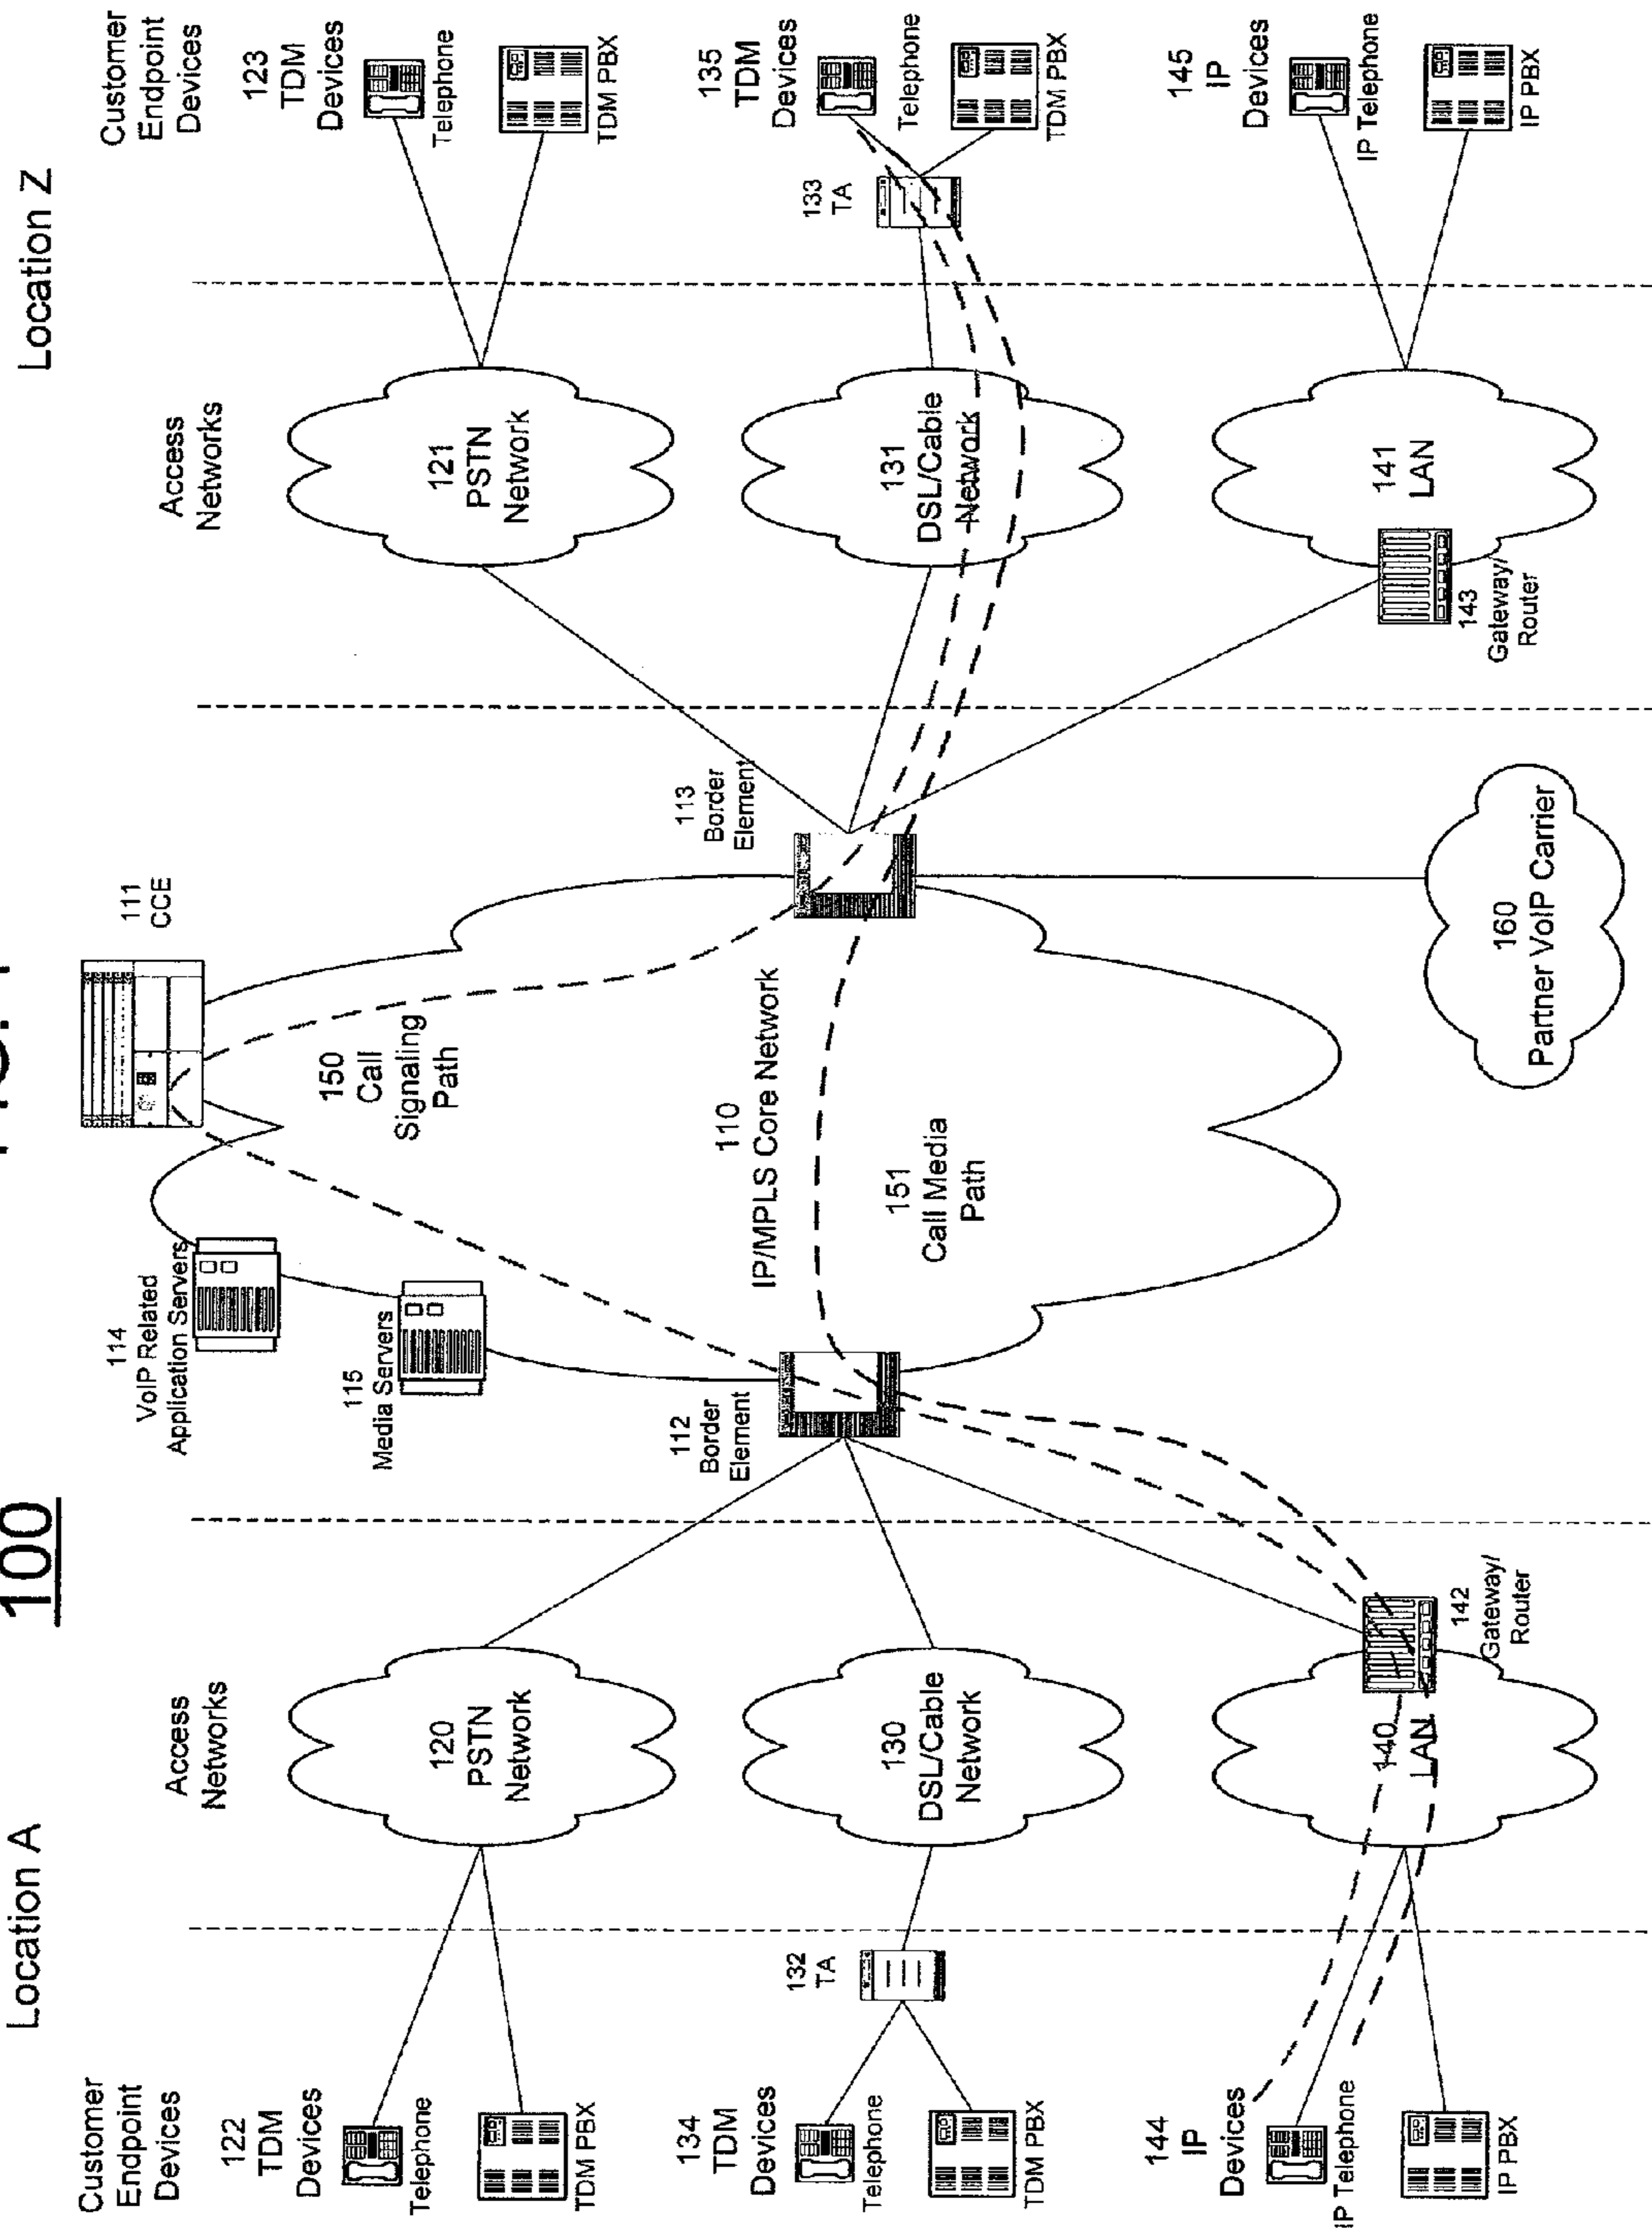 100
Location A
Location Z
Customer
Endpoint
Devices
Access
Networks
Access
Networks
Customer
Endpoint
Devices
122
TDM
Devices
Telephone
TDM PBX
120
PSTN
Network
114
VoIP Related
Application Servers
115
Media Servers
111
CCE
150
Call
Signaling
Path
121
PSTN
Network
123
TDM
Devices
Telephone
TDM PBX
134
TDM
Devices
Telephone
TDM PBX
132
TA
130
DSL/Cable
Network
112
Border
Element
110
IP/MPLS Core Network
151
Call Media
Path
113
Border
Element
131
DSL/Cable
Network
133
TA
135
TDM
Devices
Telephone
TDM PBX
144
IP
Devices
IP Telephone
IP PBX
140
LAN
142
Gateway/
Router
160
Partner VoIP Carrier
143
Gateway/
Router
141
LAN
145
IP
Devices
IP Telephone
IP PBX